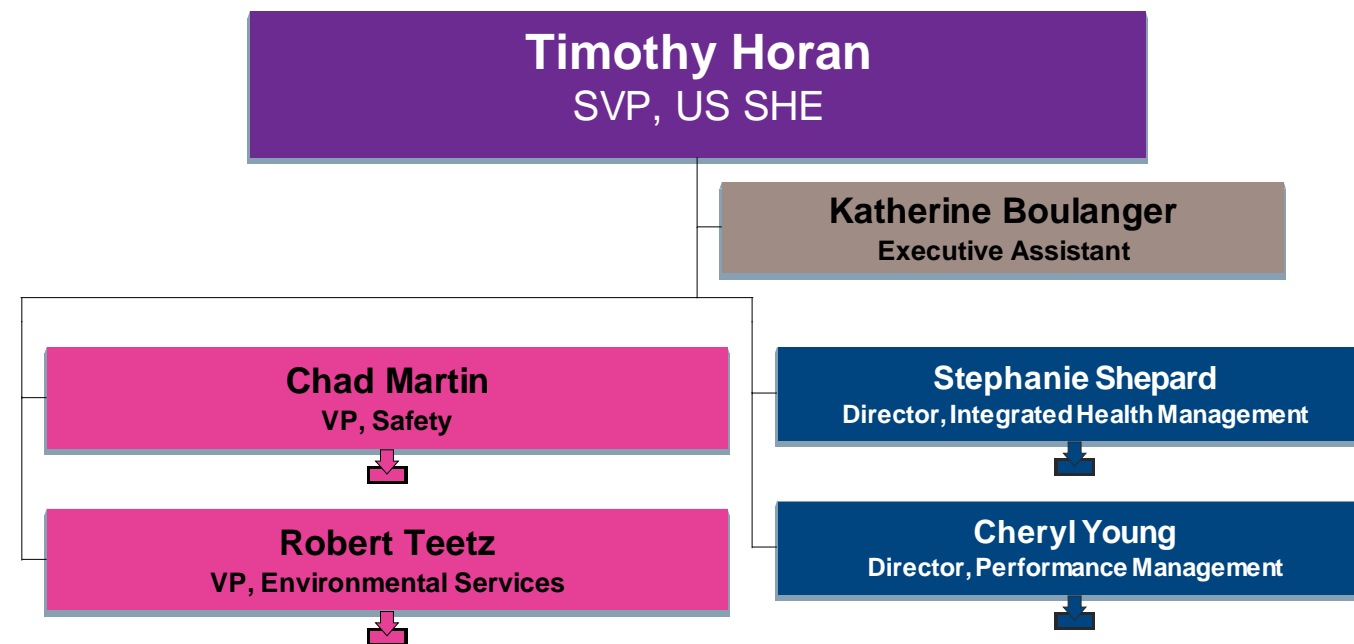 Timothy Horan
SVP, US SHE
Katherine Boulanger
Executive Assistant
Chad Martin
VP, Safety
Stephanie Shepard
Director, Integrated Health Management
Robert Teetz
VP, Environmental Services
Cheryl Young
Director, Performance Management